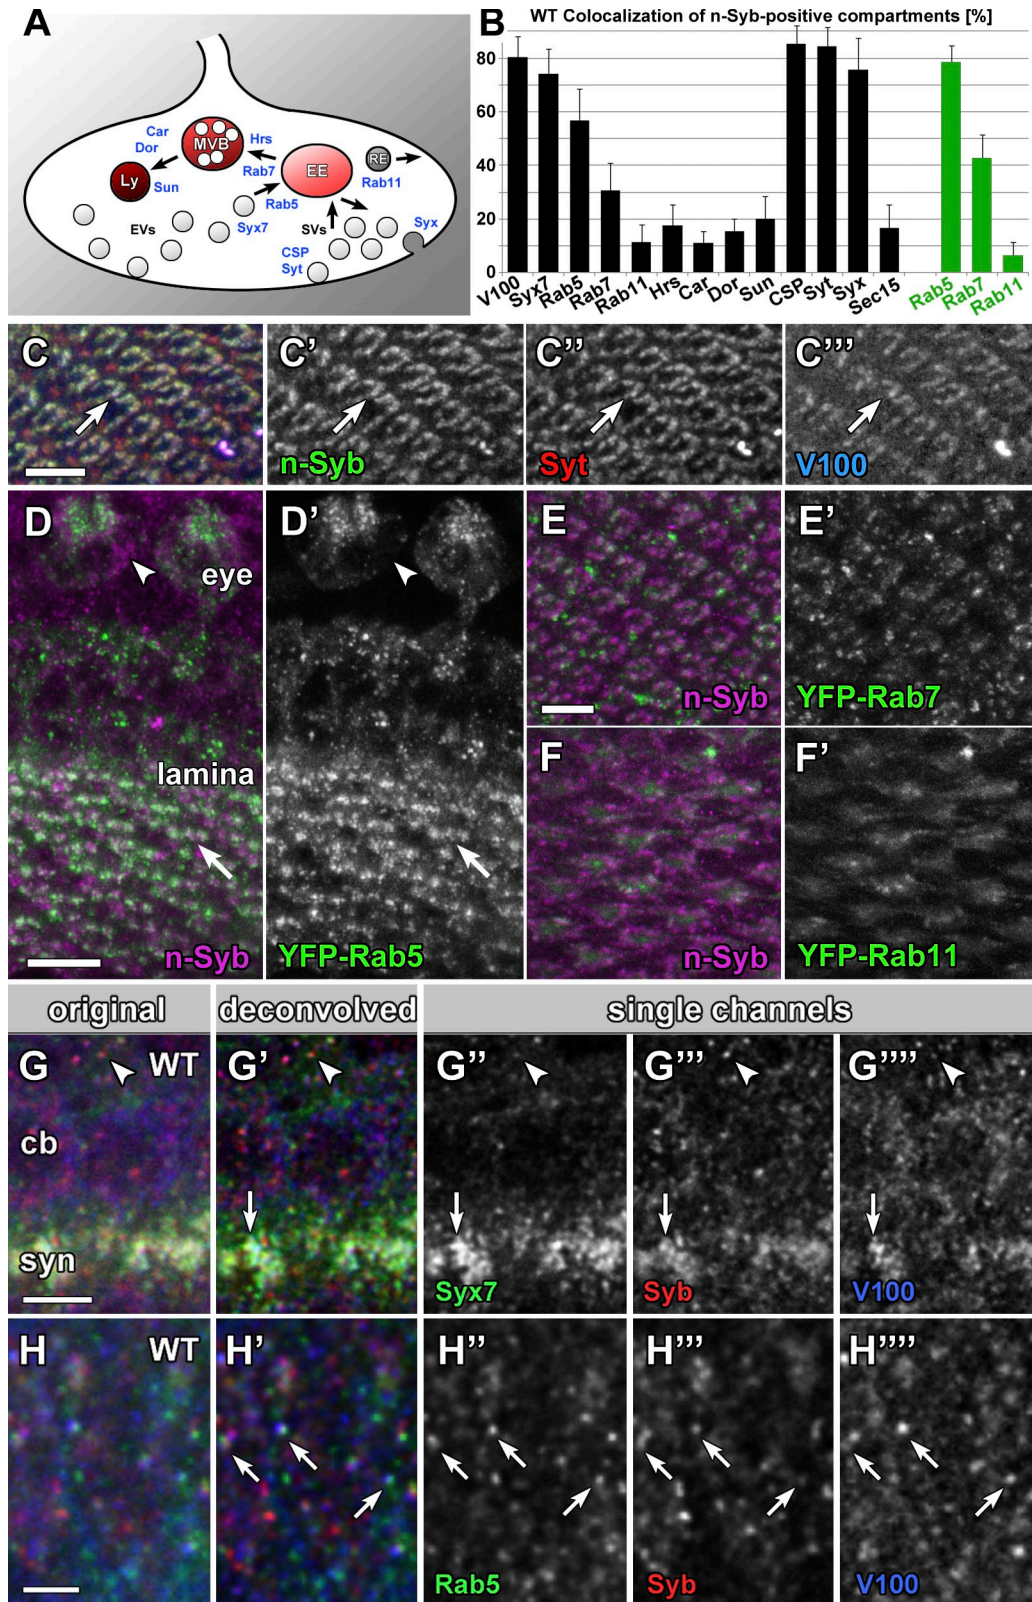 A
Car
Dor
MVB
Hrs
RE
EE
Ly
Sun
Rab7
Rab11
Rab5
EVs
Syx7
SVs
Syx
CSP
Syt
B
WT Colocalization of n-Syb-positive compartments [%]
80
60
40
20
0
V100
Syx7
Rab5
Rab7
Rab11
Hrs
Car
Dor
Sun
CSP
Syt
Syx
Sec15
Rab5
Rab7
Rab11
C
C'
n-Syb
C''
Syt
C'''
V100
D
eye
lamina
n-Syb
D'
YFP-Rab5
E
n-Syb
E'
YFP-Rab7
F
n-Syb
F'
YFP-Rab11
original
deconvolved
single channels
G
WT
cb
syn
G'
G''
Syx7
G'''
Syb
G''''
V100
H
WT
H'
H''
Rab5
H'''
Syb
H''''
V100